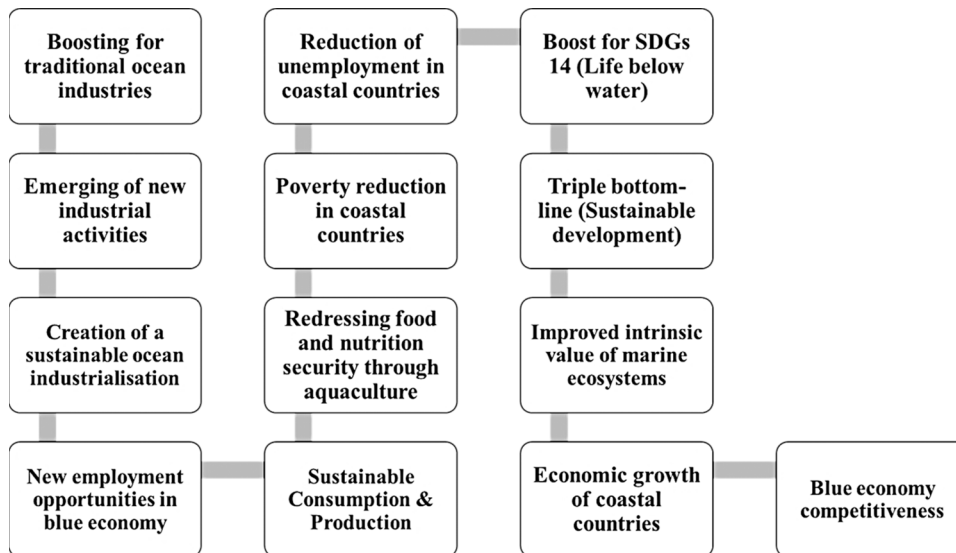 Boosting for
traditional ocean
industries
Emerging of new
industrial
activities
Creation of a
sustainable ocean
industrialisation
New employment
opportunities in
blue economy
Sustainable
Consumption &
Production
Redressing food
and nutrition
security through
aquaculture
Poverty reduction
in coastal
countries
Reduction of
unemployment in
coastal countries
Boost for SDGs
14 (Life below
water)
Triple bottom-
line (Sustainable
development)
Improved intrinsic
value of marine
ecosystems
Economic growth
of coastal
countries
Blue economy
competitiveness